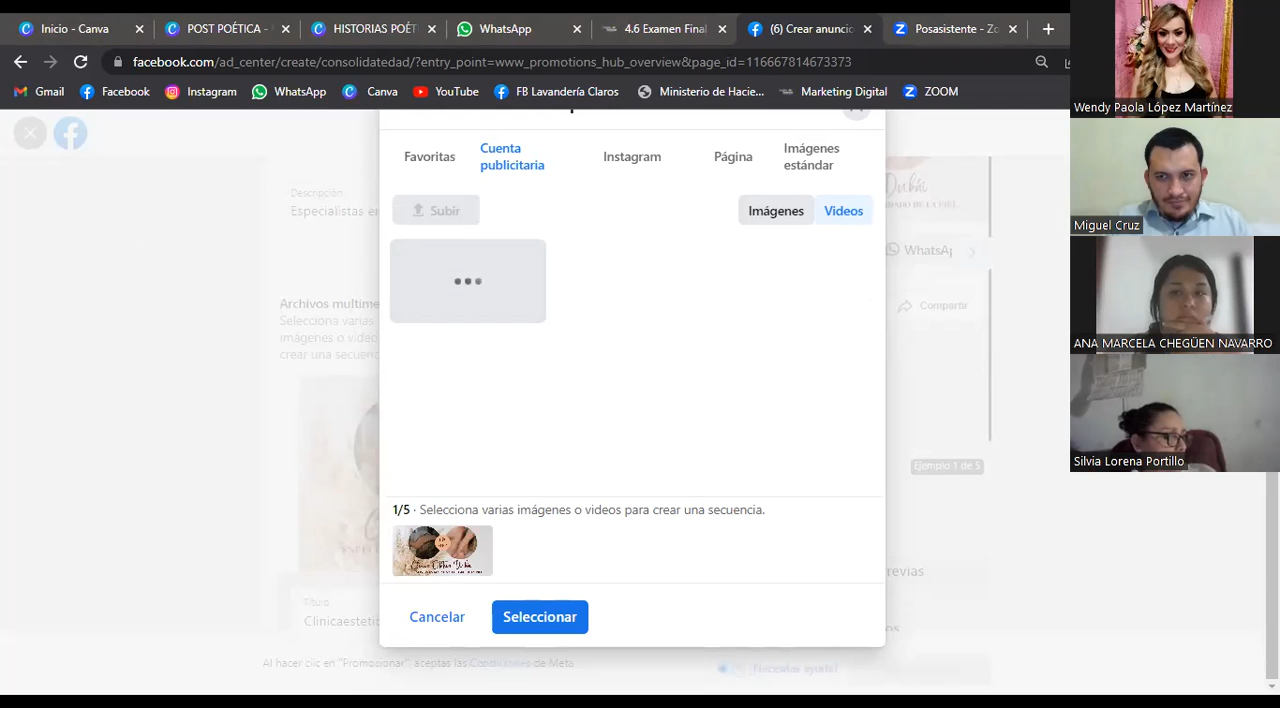 Inicio - Canva
POST POÉTICA -
HISTORIAS POÉT
WhatsApp
4.6 Examen Final
(6) Crear anuncio
Posasistente - Zo
facebook.com/ad_center/create/consolidatedad/?entry_point=www_promotions_hub_overview&page_id=116667814673373
Gmail
Facebook
Instagram
WhatsApp
Canva
YouTube
FB Lavandería Claros
Ministerio de Hacie...
Marketing Digital
ZOOM
Wendy Paola López Martínez
Miguel Cruz
ANA MARCELA CHEGÜEN NAVARRO
Silvia Lorena Portillo
Favoritas
Cuenta
publicitaria
Instagram
Página
Imágenes
estándar
Subir
Imágenes
Videos
Descripción
Especialistas en
Archivos multime
Selecciona varias
imágenes o video
crear una secuenc
Título
Clinicaestetic
WhatsAp
Compartir
Ejemplo 1 de 5
revias
1/5 · Selecciona varias imágenes o videos para crear una secuencia.
Cancelar
Seleccionar
Al hacer clic en "Promocionar", aceptas las Condiciones de Meta
¿Necesitas ayuda?